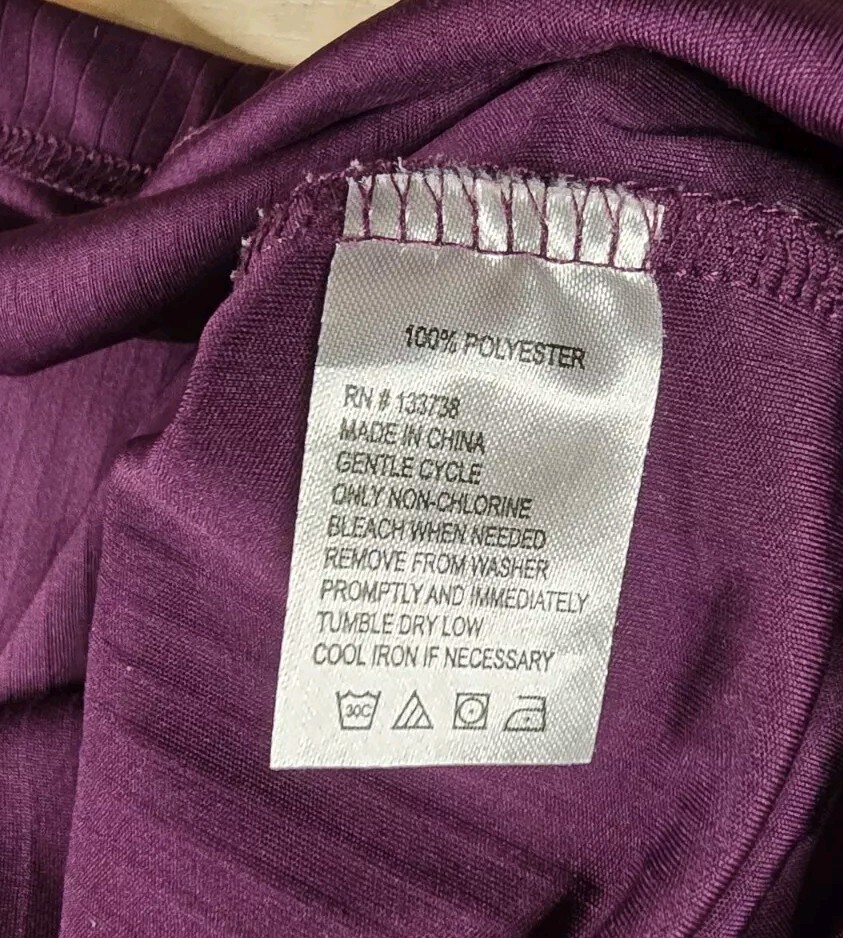 100% POLYESTER
RN # 133738
MADE IN CHINA
GENTLE CYCLE
ONLY NON-CHLORINE
BLEACH WHEN NEEDED
REMOVE FROM WASHER
PROMPTLY AND IMMEDIATELY
TUMBLE DRY LOW
COOL IRON IF NECESSARY
30C